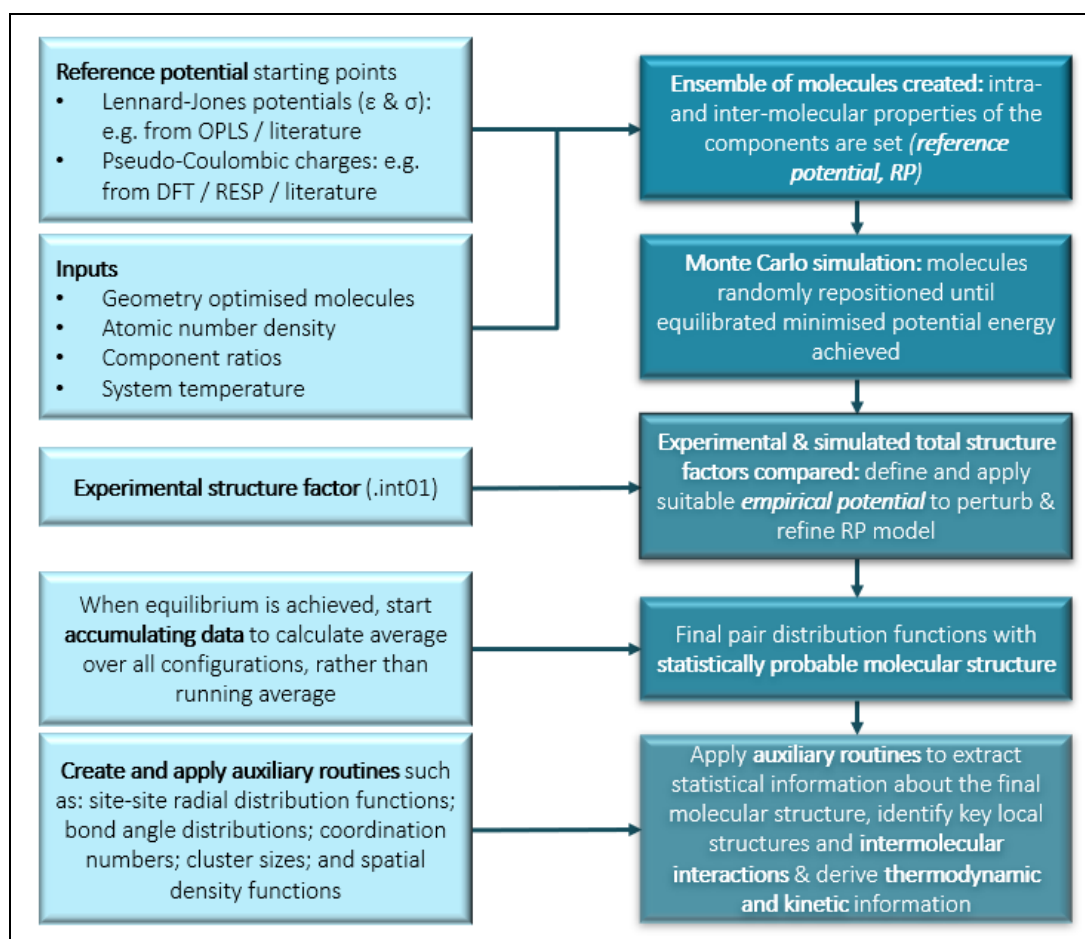 Reference potential starting points
• Lennard-Jones potentials (ε & σ):
e.g. from OPLS / literature
• Pseudo-Coulombic charges: e.g.
from DFT / RESP / literature
Ensemble of molecules created: intra-
and inter-molecular properties of the
components are set (reference
potential, RP)
Inputs
• Geometry optimised molecules
• Atomic number density
• Component ratios
• System temperature
Monte Carlo simulation: molecules
randomly repositioned until
equilibrated minimised potential energy
achieved
Experimental structure factor (.int01)
Experimental & simulated total structure
factors compared: define and apply
suitable empirical potential to perturb &
refine RP model
When equilibrium is achieved, start
accumulating data to calculate average
over all configurations, rather than
running average
Final pair distribution functions with
statistically probable molecular structure
Create and apply auxiliary routines such
as: site-site radial distribution functions;
bond angle distributions; coordination
numbers; cluster sizes; and spatial
density functions
Apply auxiliary routines to extract
statistical information about the final
molecular structure, identify key local
structures and intermolecular
interactions & derive thermodynamic
and kinetic information